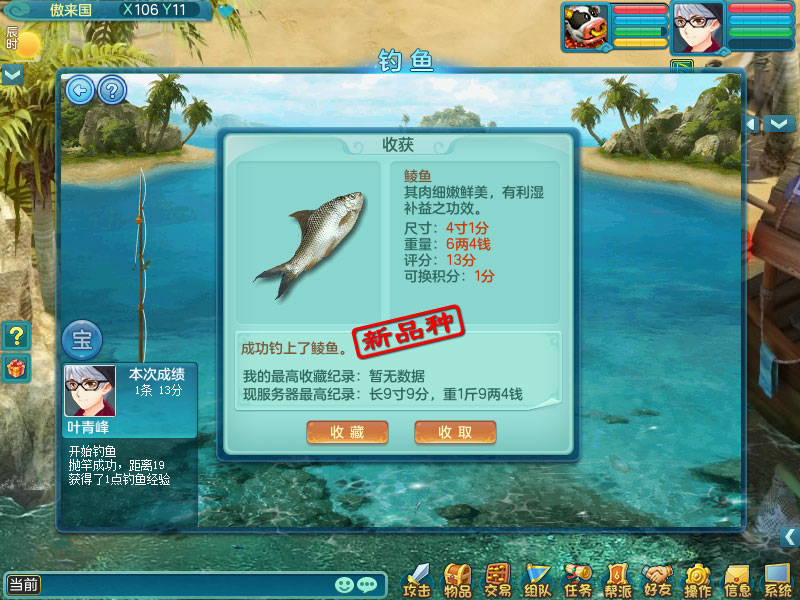 傲来国 X106 Y11
辰时
钓鱼
收获
鲮鱼
其肉细嫩鲜美，有利湿
补益之功效。
尺寸：4寸1分
重量：6两4钱
评分：13分
可换积分：1分
新品种
成功钓上了鲮鱼。
我的最高收藏纪录：暂无数据
现服务器最高纪录：长9寸9分，重1斤9两4钱
收藏 收取
宝
本次成绩
1条 13分
叶青峰
开始钓鱼
抛竿成功，距离19
获得了1点钓鱼经验
当前
攻击 物品 交易 组队 任务 帮派 好友 操作 信息 系统